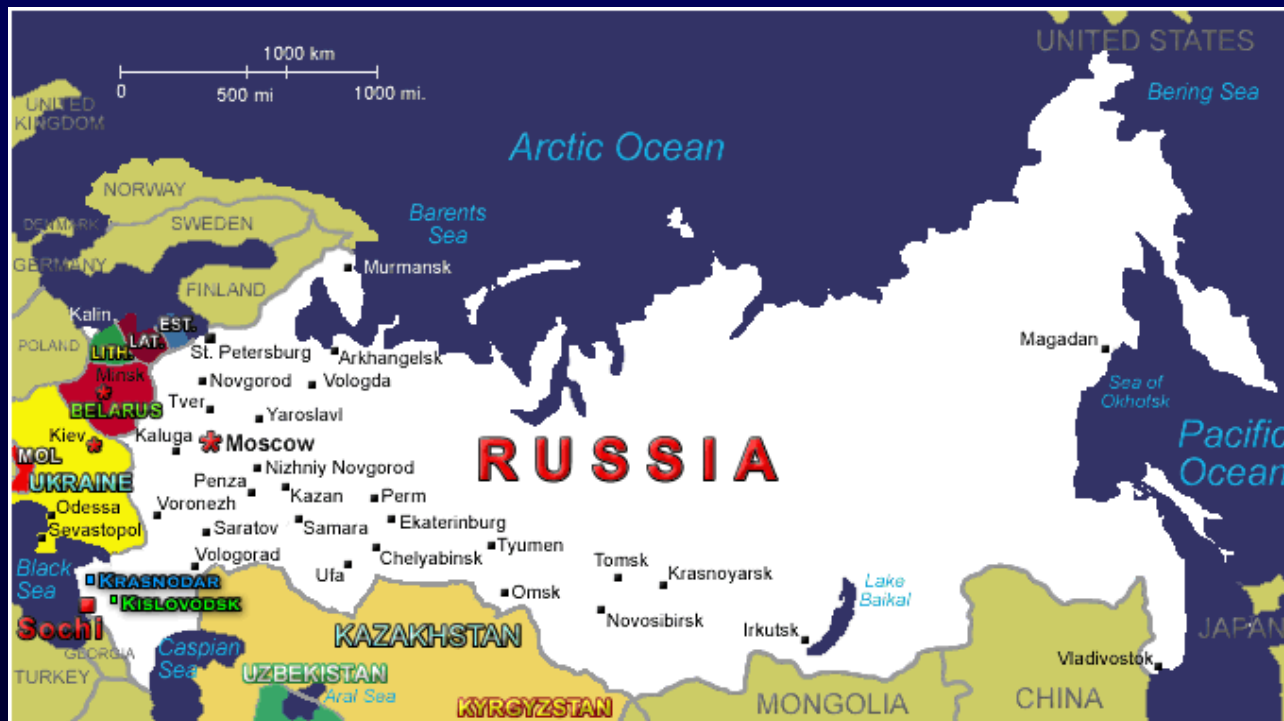 1000 km
0
500 mi
1000 mi.
UNITED STATES
Bering Sea
UNITED
KINGDOM
Arctic Ocean
NORWAY
Barents
Sea
DENMARK
SWEDEN
GERMANY
Murmansk
FINLAND
Kalin.
EST.
LAT.
POLAND
LITH.
St. Petersburg
Arkhangelsk
Magadan
Minsk
Novgorod
Vologda
Sea of
Okhotsk
BELARUS
Tver
Yaroslavl
Kiev
Kaluga
Moscow
RUSSIA
Pacific
Ocean
MOL
Nizhniy Novgorod
UKRAINE
Penza
Kazan
Perm
Odessa
Voronezh
Samara
Ekaterinburg
Sevastopol
Saratov
Tyumen
Vologorad
Chelyabinsk
Black
Sea
Ufa
Tomsk
Krasnoyarsk
KRASNODAR
Omsk
Lake
Baikal
KISLOVODSK
Novosibirsk
Sochi
KAZAKHSTAN
Irkutsk
JAPAN
GEORGIA
Caspian
Sea
Vladivostok
TURKEY
UZBEKISTAN
Aral Sea
KYRGYZSTAN
MONGOLIA
CHINA